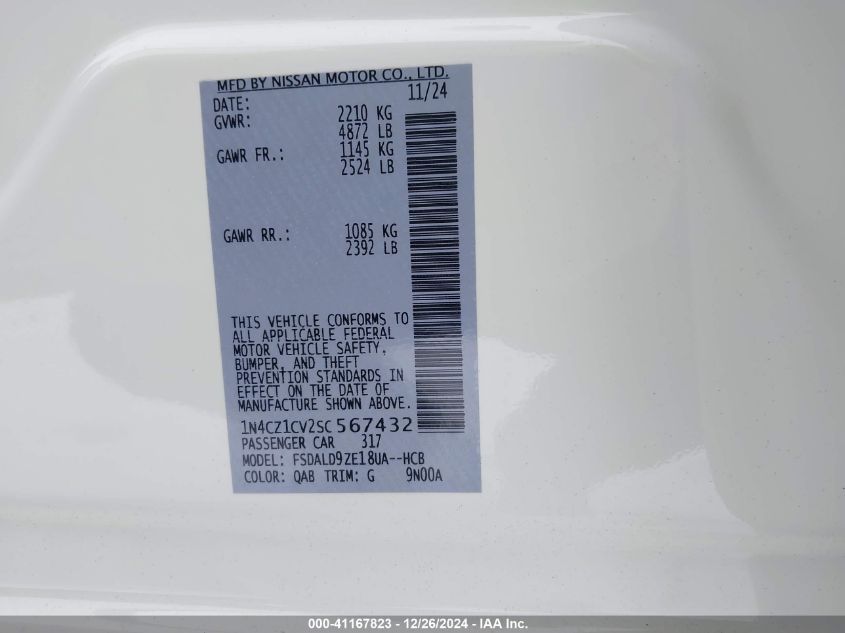 MFD BY NISSAN MOTOR CO., LTD.
DATE: 11/24
GVWR: 2210 KG
4872 LB
GAWR FR.: 1145 KG
2524 LB
GAWR RR.: 1085 KG
2392 LB
THIS VEHICLE CONFORMS TO
ALL APPLICABLE FEDERAL
MOTOR VEHICLE SAFETY,
BUMPER, AND THEFT
PREVENTION STANDARDS IN
EFFECT ON THE DATE OF
MANUFACTURE SHOWN ABOVE.
1N4CZ1CV2SC567432
PASSENGER CAR 317
MODEL: FSDALD9ZE18UA--HCB
COLOR: QAB TRIM: G 9N00A
000-41167823 - 12/26/2024 - IAA Inc.